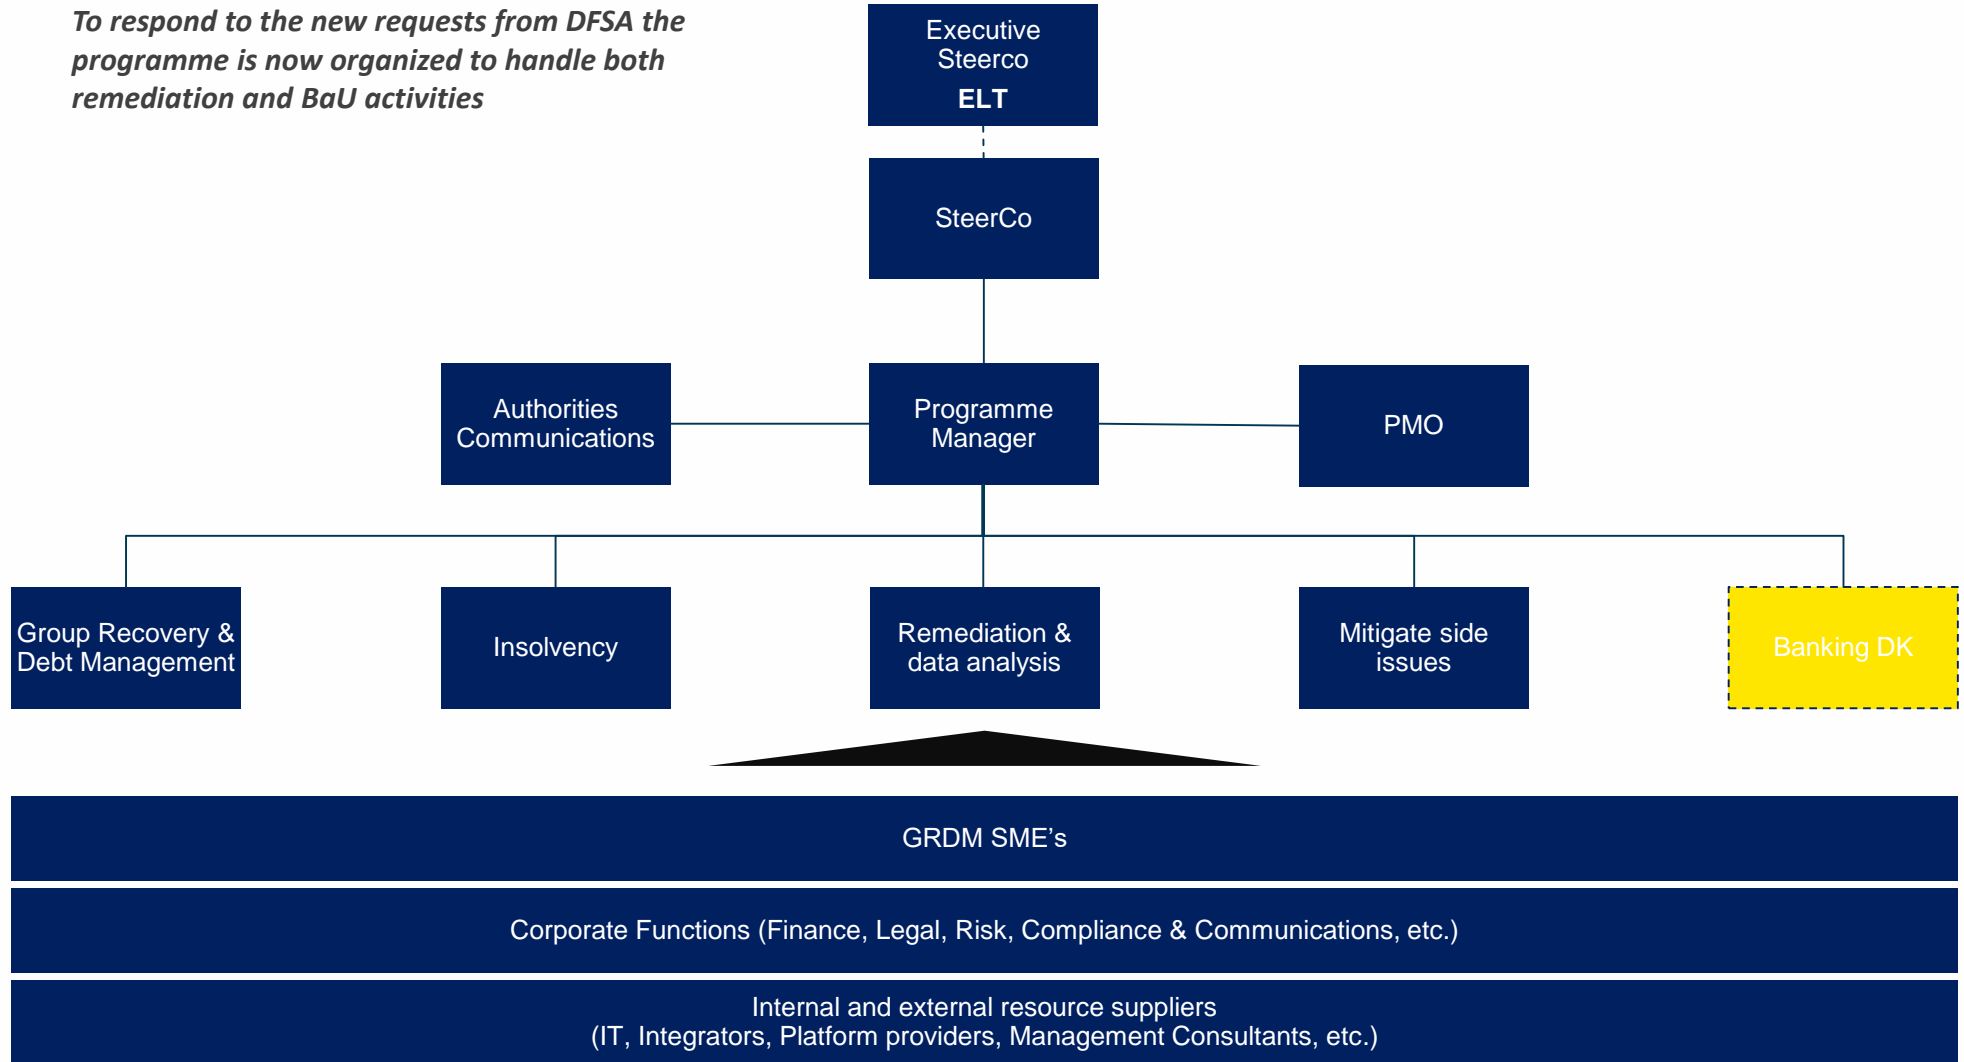 To respond to the new requests from DFSA the
programme is now organized to handle both
remediation and BaU activities
Executive
Steerco
ELT
SteerCo
Authorities
Communications
Programme
Manager
PMO
Group Recovery &
Debt Management
Insolvency
Remediation &
data analysis
Mitigate side
issues
Banking DK
GRDM SME’s
Corporate Functions (Finance, Legal, Risk, Compliance & Communications, etc.)
Internal and external resource suppliers
(IT, Integrators, Platform providers, Management Consultants, etc.)